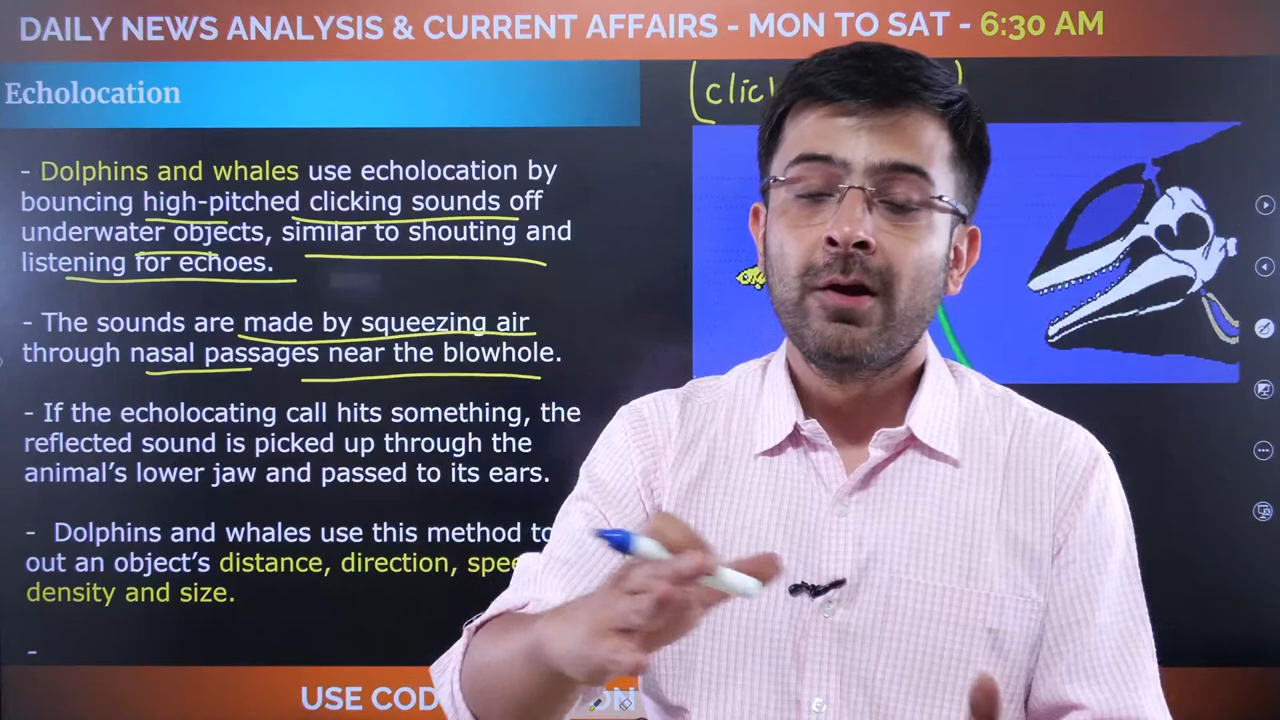 DAILY NEWS ANALYSIS & CURRENT AFFAIRS - MON TO SAT - 6:30 AM
Echolocation
- Dolphins and whales use echolocation by
bouncing high-pitched clicking sounds off
underwater objects, similar to shouting and
listening for echoes.
- The sounds are made by squeezing air
through nasal passages near the blowhole.
- If the echolocating call hits something, the
reflected sound is picked up through the
animal's lower jaw and passed to its ears.
- Dolphins and whales use this method to
out an object's distance, direction,
density and size.
-
USE